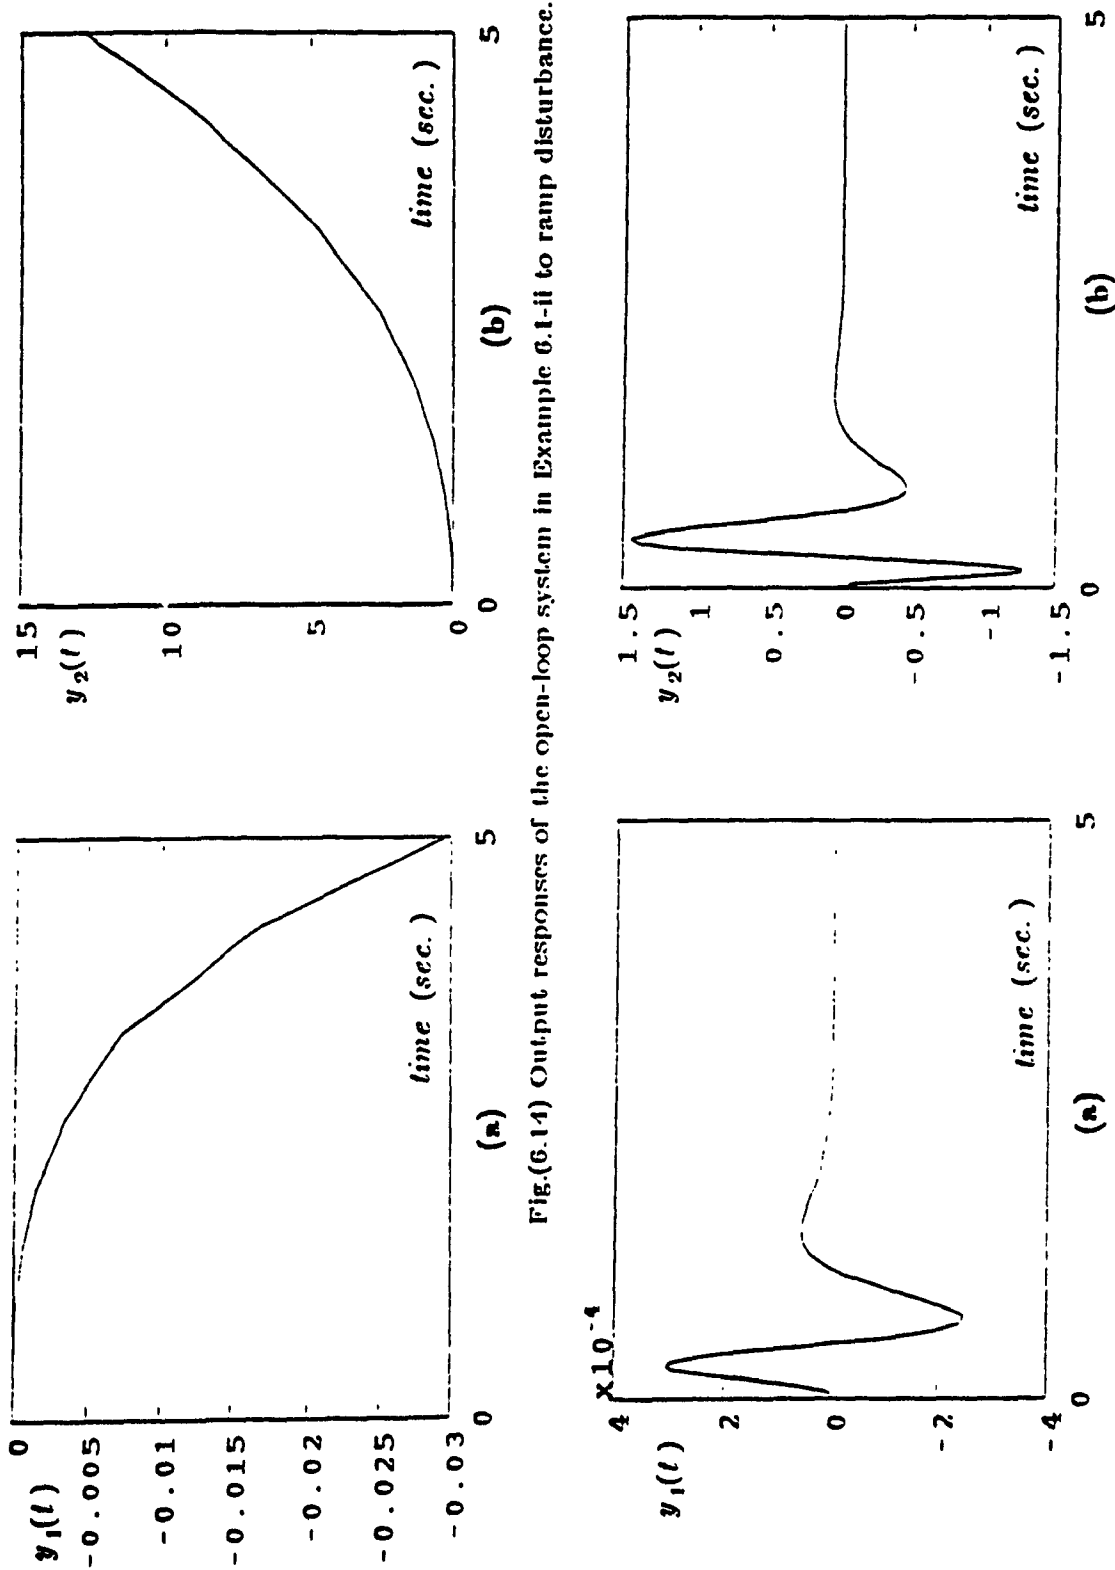 0
y₁(t)
-0.005
-0.01
-0.015
-0.02
-0.025
-0.03
0
5
time (sec.)
(a)
15
y₂(t)
10
5
0
0
5
time (sec.)
(b)
Fig.(6.14) Output responses of the open-loop system in Example 6.1-ii to ramp disturbance.
×10⁻⁴
4
y₁(t)
2
0
-2
-4
0
5
time (sec.)
(a)
1.5
y₂(t)
1
0.5
0
-0.5
-1
-1.5
0
5
time (sec.)
(b)